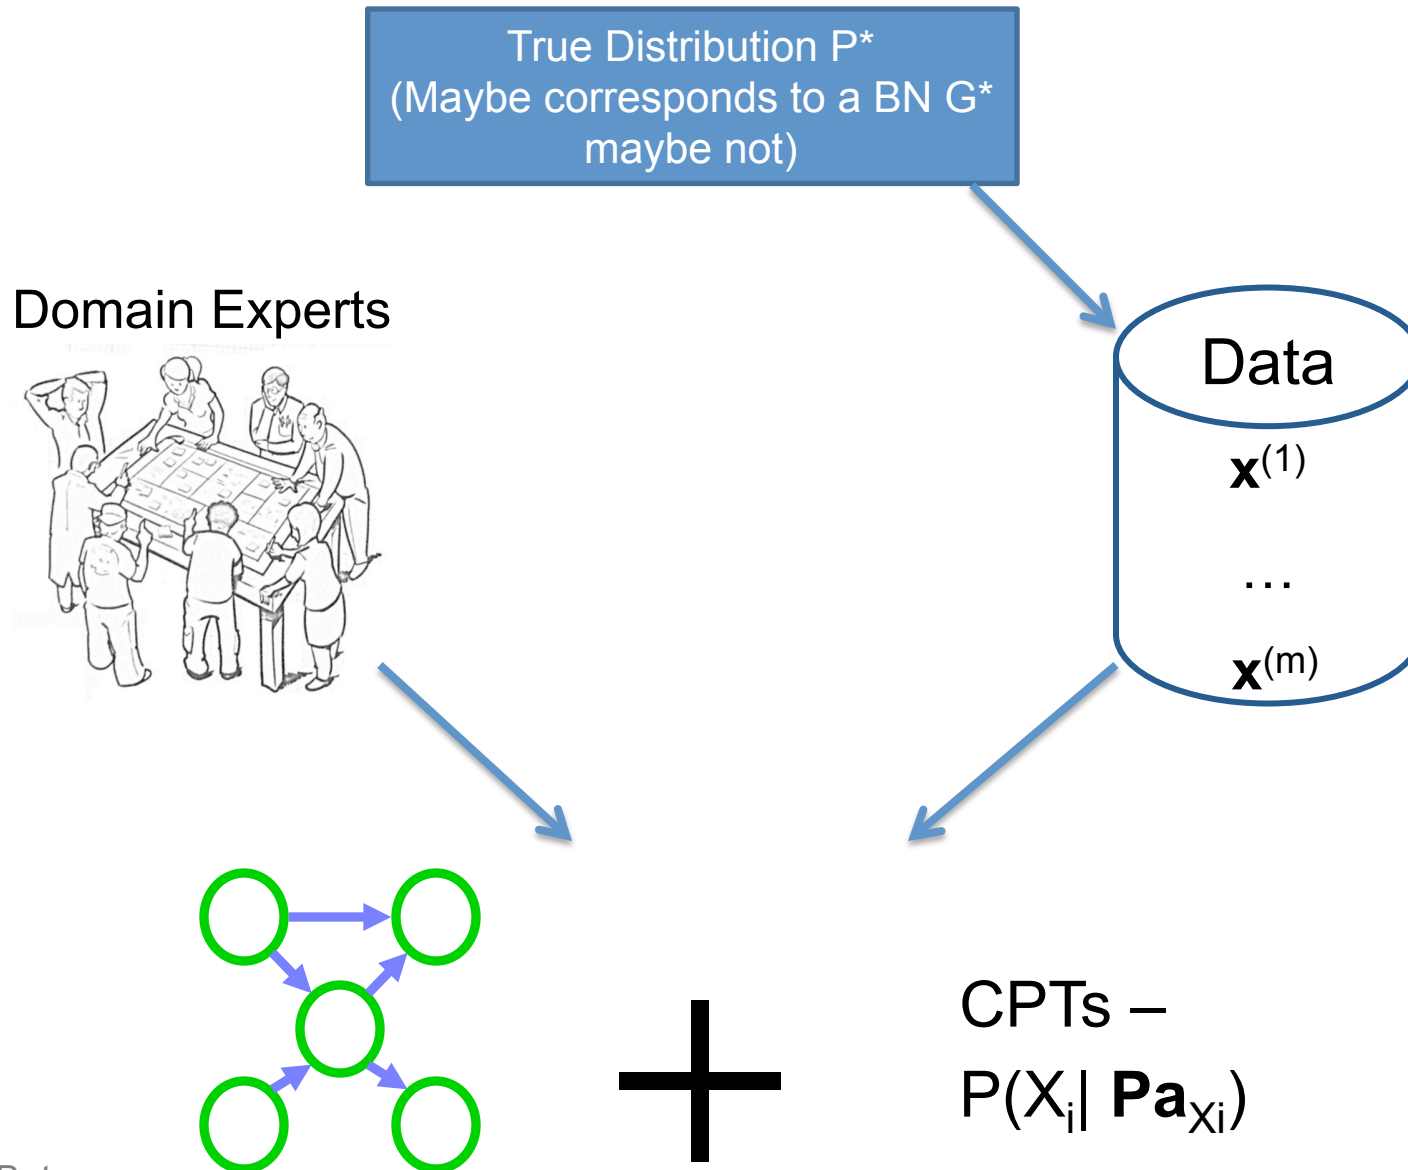 True Distribution P*
(Maybe corresponds to a BN G*
maybe not)
Domain Experts
Data
x(1)
…
x(m)
CPTs –
P(Xi| PaXi)